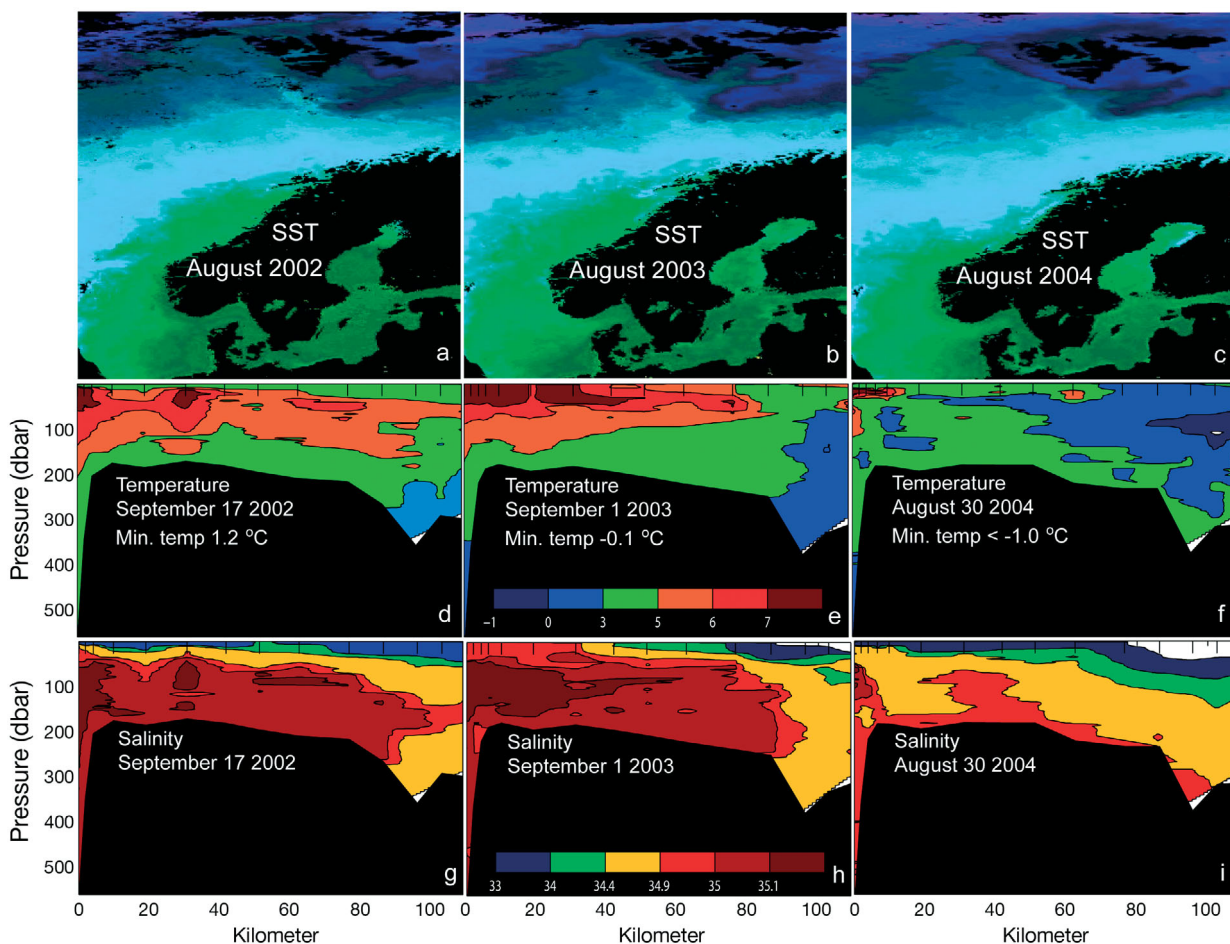 SST
August 2002
a
SST
August 2003
b
SST
August 2004
c
Pressure (dbar)
100
200
300
400
500
Temperature
September 17 2002
Min. temp 1.2 °C
d
Temperature
September 1 2003
Min. temp -0.1 °C
-1 0 3 5 6 7
e
Temperature
August 30 2004
Min. temp < -1.0 °C
f
Pressure (dbar)
100
200
300
400
500
Salinity
September 17 2002
g
Salinity
September 1 2003
33 34 34.4 34.9 35 35.1
h
Salinity
August 30 2004
i
0 20 40 60 80 100
0 20 40 60 80 100
0 20 40 60 80 100
Kilometer
Kilometer
Kilometer